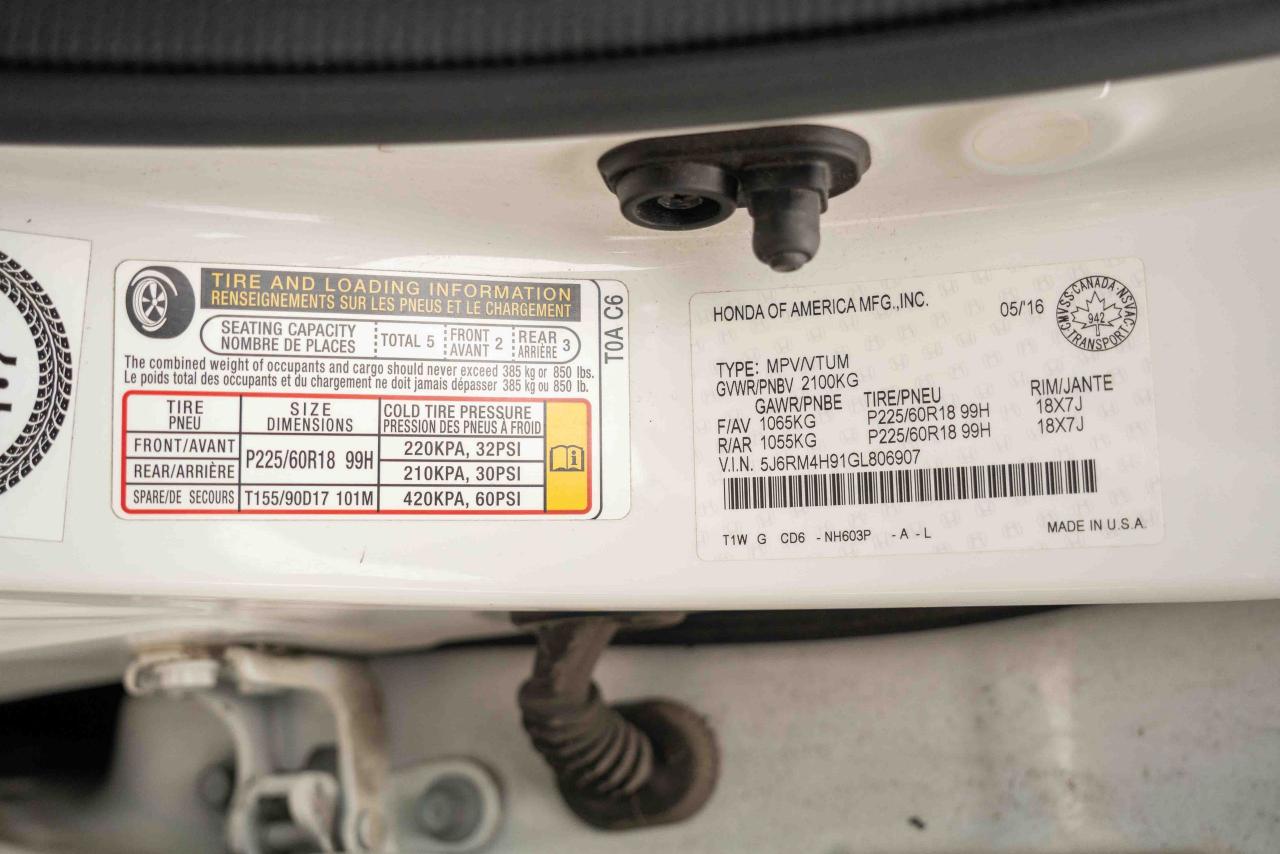 TIRE AND LOADING INFORMATION
RENSEIGNEMENTS SUR LES PNEUS ET LE CHARGEMENT
SEATING CAPACITY
NOMBRE DE PLACES
TOTAL 5
FRONT
AVANT 2
REAR
ARRIÈRE 3
The combined weight of occupants and cargo should never exceed 385 kg or 850 lbs.
Le poids total des occupants et du chargement ne doit jamais dépasser 385 kg ou 850 lb.
TIRE
PNEU
SIZE
DIMENSIONS
COLD TIRE PRESSURE
PRESSION DES PNEUS À FROID
FRONT/AVANT
P225/60R18 99H
220KPA, 32PSI
REAR/ARRIÈRE
210KPA, 30PSI
SPARE/DE SECOURS
T155/90D17 101M
420KPA, 60PSI
T0A C6
HONDA OF AMERICA MFG.,INC.
05/16
CMVSS-CANADA-NSVAC-TRANSPORT
942
TYPE: MPV/VTUM
GVWR/PNBV 2100KG
GAWR/PNBE TIRE/PNEU RIM/JANTE
F/AV 1065KG P225/60R18 99H 18X7J
R/AR 1055KG P225/60R18 99H 18X7J
V.I.N. 5J6RM4H91GL806907
T1W G CD6 -NH603P -A -L
MADE IN U.S.A.